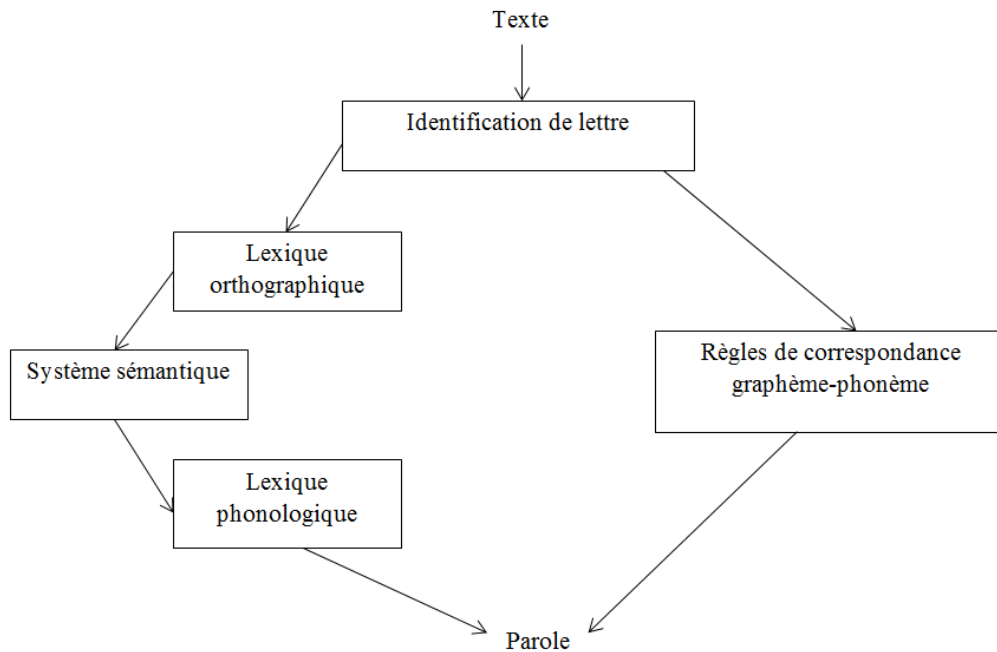 Texte
Identification de lettre
Lexique
orthographique
Système sémantique
Règles de correspondance
graphème-phonème
Lexique
phonologique
Parole